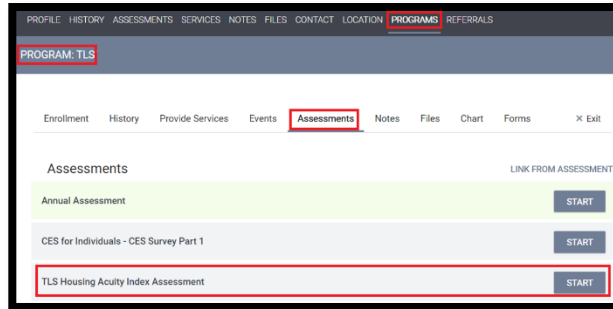 PROFILE HISTORY ASSESSMENTS SERVICES NOTES FILES CONTACT LOCATION PROGRAMS REFERRALS
PROGRAM: TLS
Enrollment History Provide Services Events Assessments Notes Files Chart Forms × Exit
Assessments LINK FROM ASSESSMENT
Annual Assessment START
CES for Individuals - CES Survey Part 1 START
TLS Housing Acuity Index Assessment START